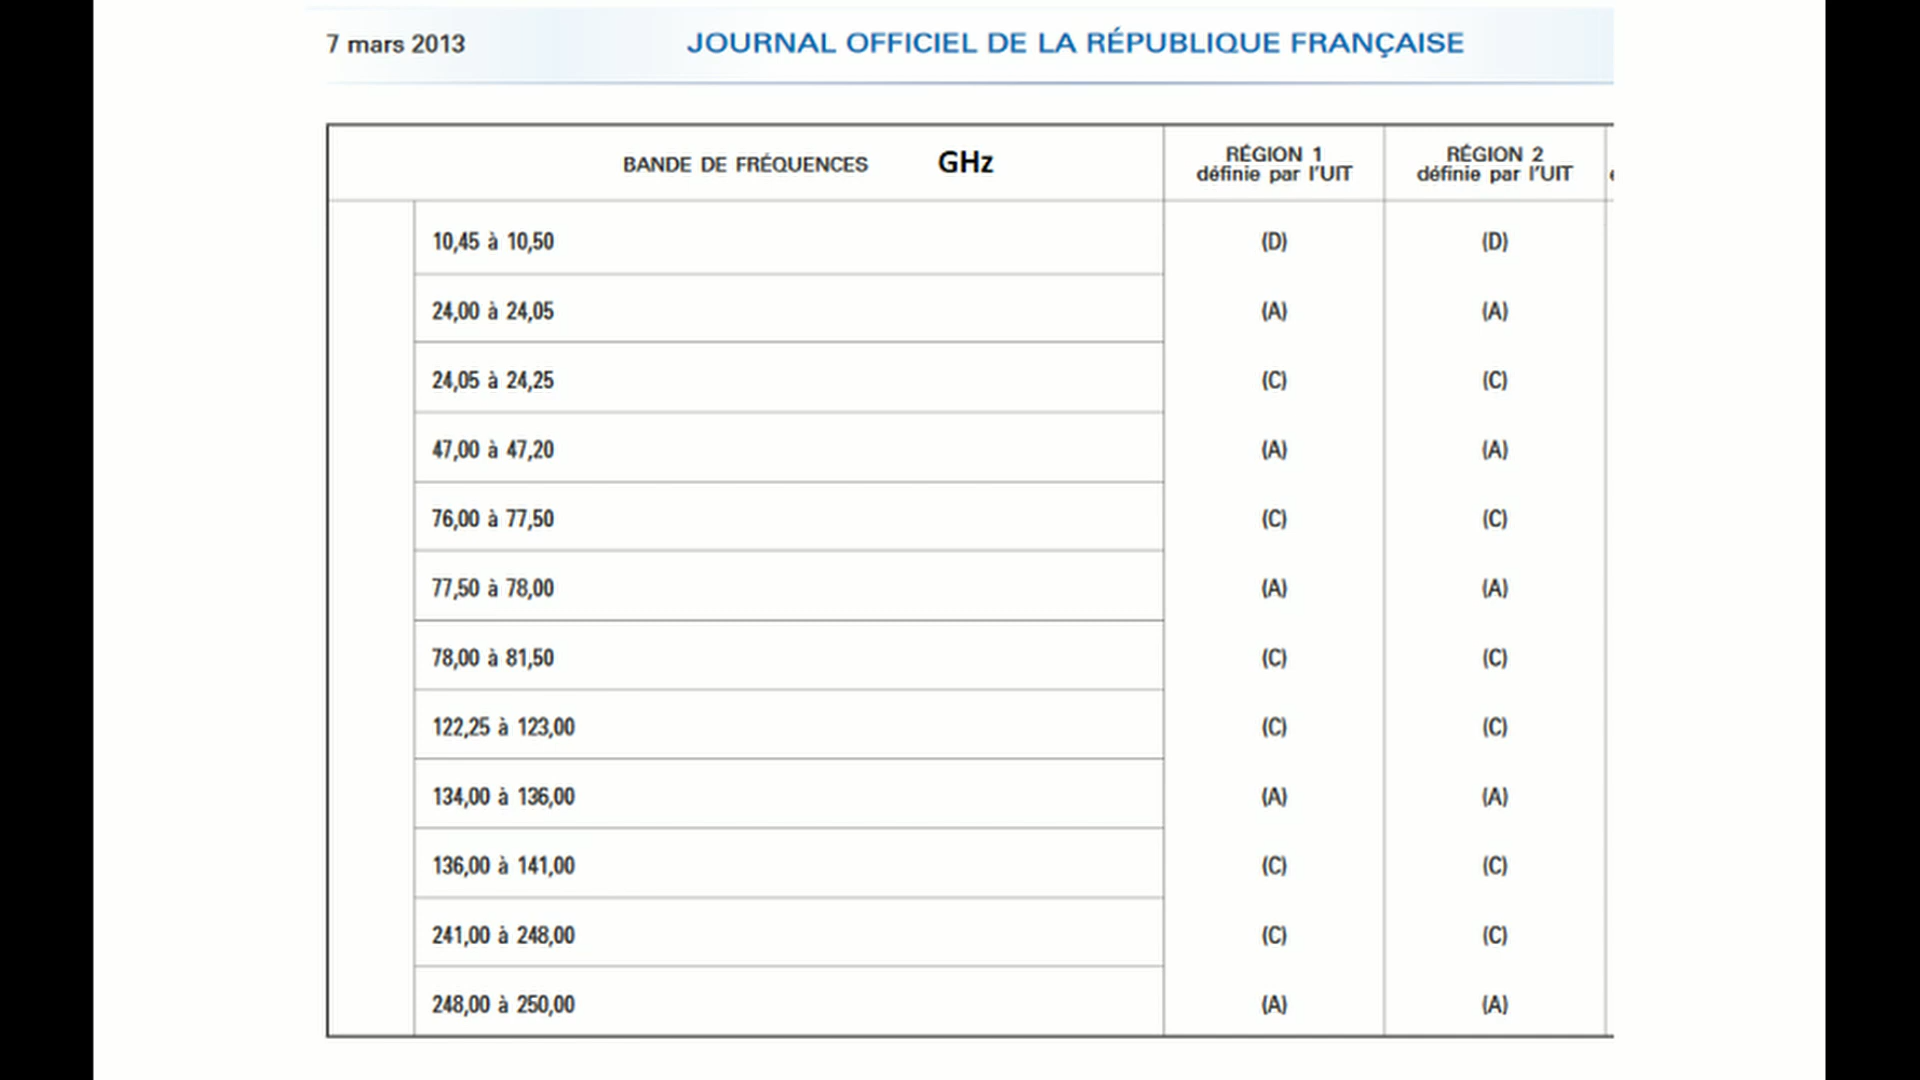 7 mars 2013 JOURNAL OFFICIEL DE LA RÉPUBLIQUE FRANÇAISE
BANDE DE FRÉQUENCES GHz RÉGION 1 définie par l'UIT RÉGION 2 définie par l'UIT
10,45 à 10,50 (D) (D)
24,00 à 24,05 (A) (A)
24,05 à 24,25 (C) (C)
47,00 à 47,20 (A) (A)
76,00 à 77,50 (C) (C)
77,50 à 78,00 (A) (A)
78,00 à 81,50 (C) (C)
122,25 à 123,00 (C) (C)
134,00 à 136,00 (A) (A)
136,00 à 141,00 (C) (C)
241,00 à 248,00 (C) (C)
248,00 à 250,00 (A) (A)